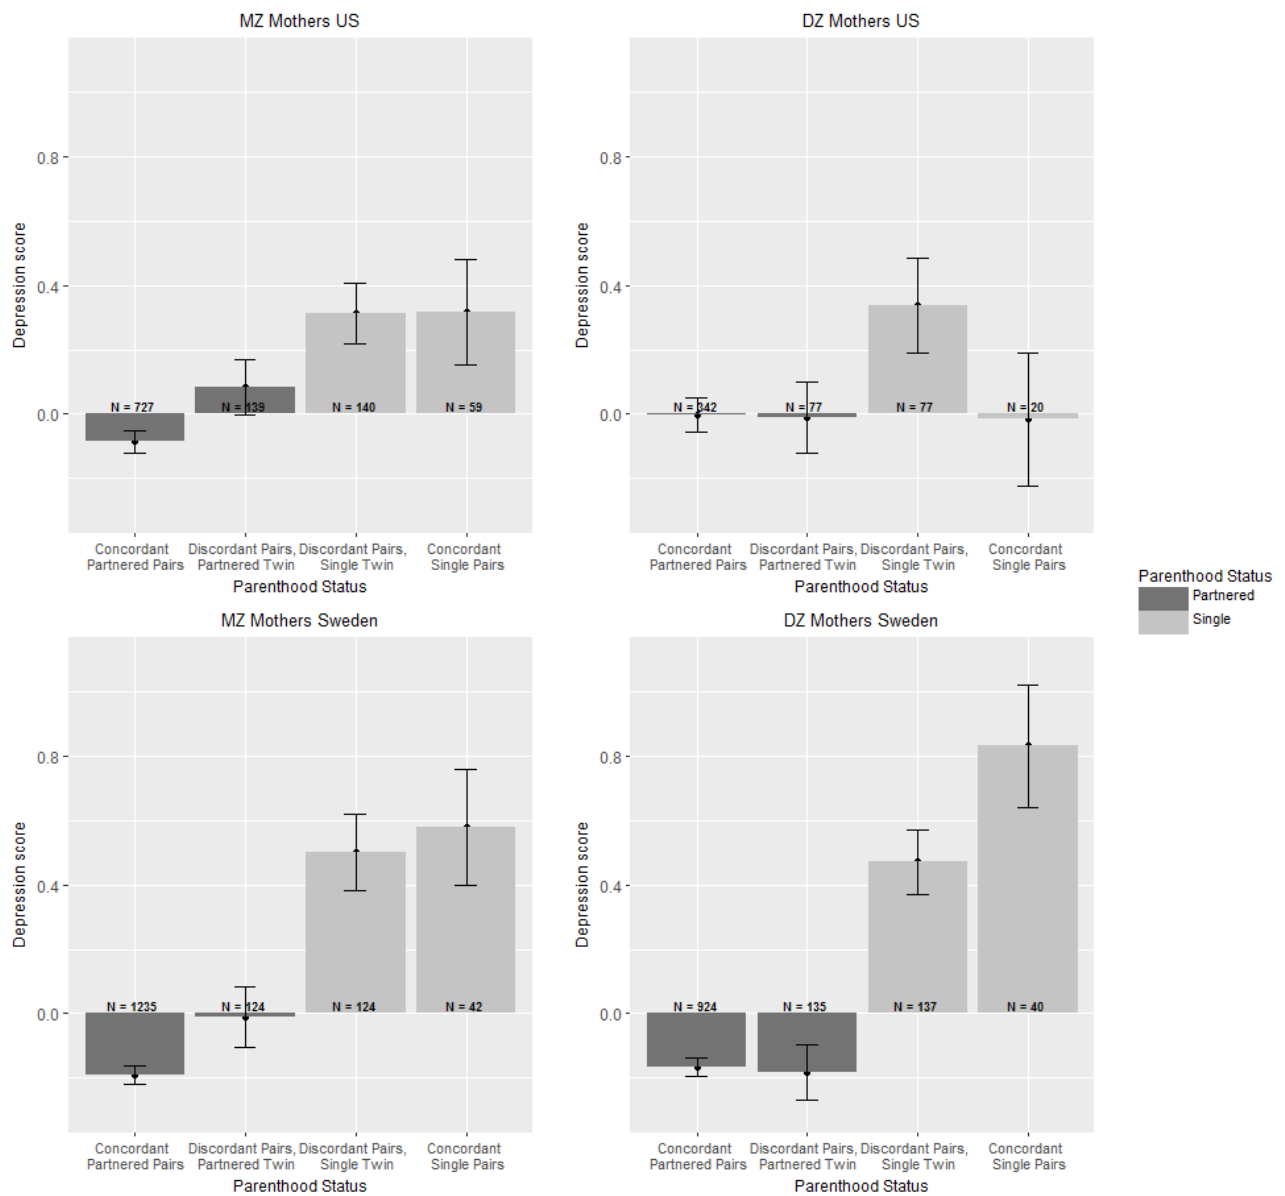 MZ Mothers US
Depression score
0.8
0.4
0.0
N = 727
N = 139
N = 140
N = 59
Concordant
Partnered Pairs
Discordant Pairs,
Partnered Twin
Discordant Pairs,
Single Twin
Concordant
Single Pairs
Parenthood Status
DZ Mothers US
Depression score
0.8
0.4
0.0
N = 342
N = 77
N = 77
N = 20
Concordant
Partnered Pairs
Discordant Pairs,
Partnered Twin
Discordant Pairs,
Single Twin
Concordant
Single Pairs
Parenthood Status
Parenthood Status
Partnered
Single
MZ Mothers Sweden
Depression score
0.8
0.4
0.0
N = 1235
N = 124
N = 124
N = 42
Concordant
Partnered Pairs
Discordant Pairs,
Partnered Twin
Discordant Pairs,
Single Twin
Concordant
Single Pairs
Parenthood Status
DZ Mothers Sweden
Depression score
0.8
0.4
0.0
N = 924
N = 135
N = 137
N = 40
Concordant
Partnered Pairs
Discordant Pairs,
Partnered Twin
Discordant Pairs,
Single Twin
Concordant
Single Pairs
Parenthood Status